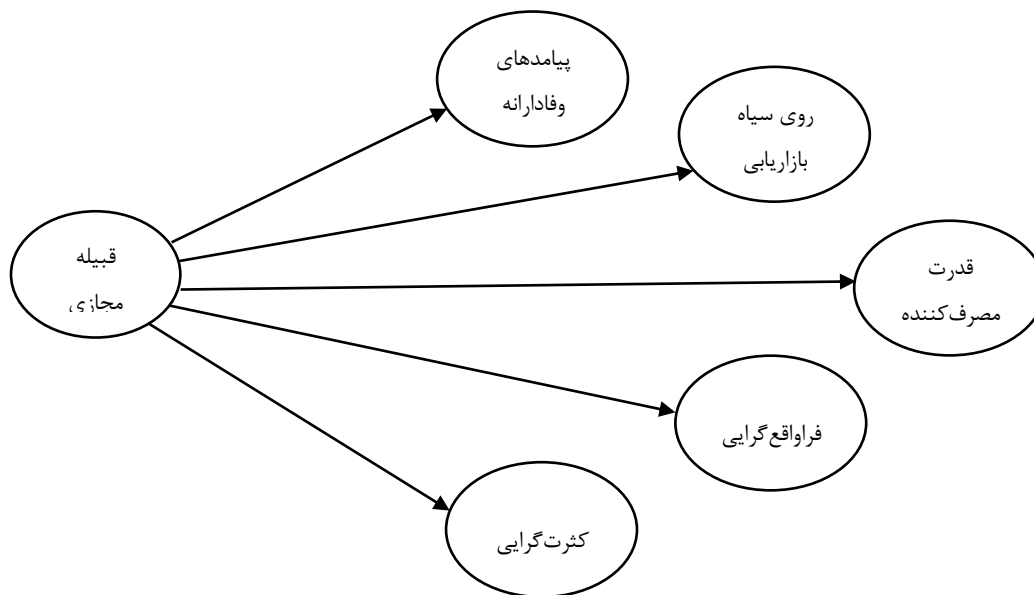 پیامدهای
وفادارانه
روی سیاه
بازاریابی
قبیله
مجازی
قدرت
مصرف‌کننده
فراواقع‌گرایی
کثرت‌گرایی